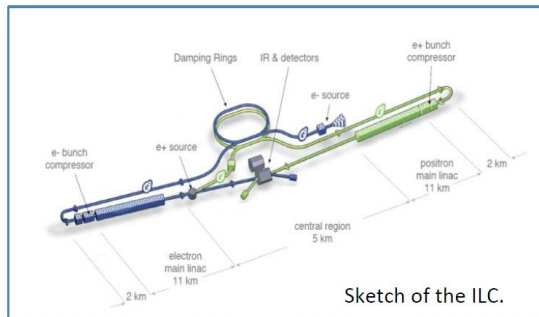 Damping Rings
IR & detectors
e+ bunch
compressor
e- source
e+ source
e- bunch
compressor
positron
main linac
11 km
2 km
central region
5 km
electron
main linac
11 km
2 km
Sketch of the ILC.